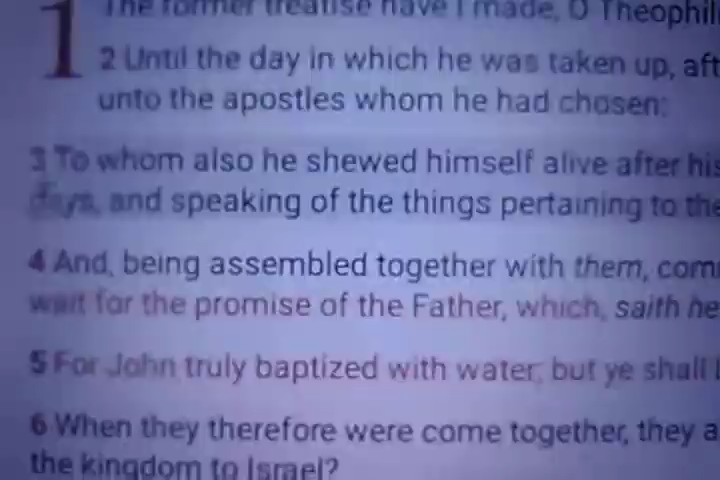 1 The former treatise have I made, O Theophil
2 Until the day in which he was taken up, aft
unto the apostles whom he had chosen:
3 To whom also he shewed himself alive after his
days, and speaking of the things pertaining to the
4 And, being assembled together with them, com
wait for the promise of the Father, which, saith he
5 For John truly baptized with water; but ye shall b
6 When they therefore were come together, they a
the kingdom to Israel?